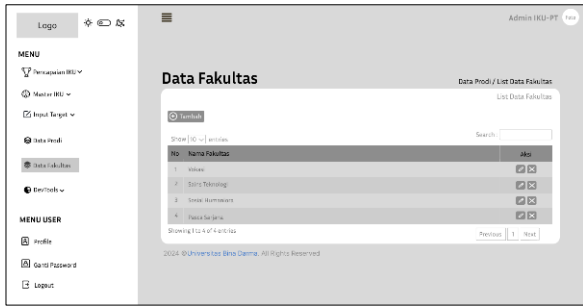 Logo
Admin IKU-PT
MENU
Pencapaian IKU
Master IKU
Input Target
Data Prodi
Data Fakultas
DevTools
MENU USER
Profile
Ganti Password
Logout
Data Fakultas
Data Prodi / List Data Fakultas
List Data Fakultas
Tambah
Show 10 entries
Search:
No Nama Fakultas Aksi
1 Vokasi
2 Sains Teknologi
3 Sosial Humaniora
4 Pasca Sarjana
Showing 1 to 4 of 4 entries
Previous 1 Next
2024 ©Universitas Bina Darma. All Rights Reserved